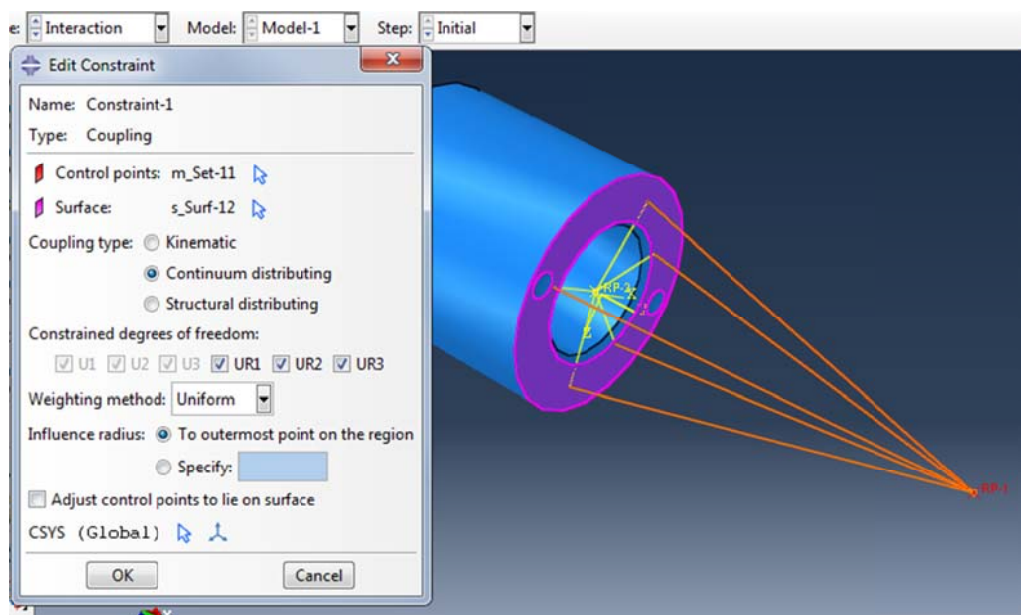 e: Interaction Model: Model-1 Step: Initial
Edit Constraint
Name: Constraint-1
Type: Coupling
Control points: m_Set-11
Surface: s_Surf-12
Coupling type: Kinematic
Continuum distributing
Structural distributing
Constrained degrees of freedom:
U1 U2 U3 UR1 UR2 UR3
Weighting method: Uniform
Influence radius: To outermost point on the region
Specify:
Adjust control points to lie on surface
CSYS (Global)
OK Cancel
RP-2 X
Z
RP-1